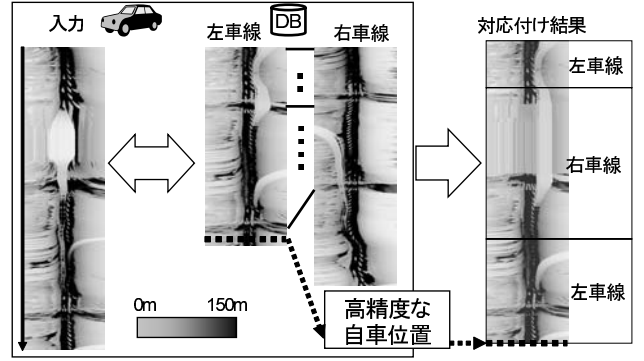 入力
DB
左車線
右車線
対応付け結果
左車線
右車線
左車線
0m
150m
高精度な
自車位置